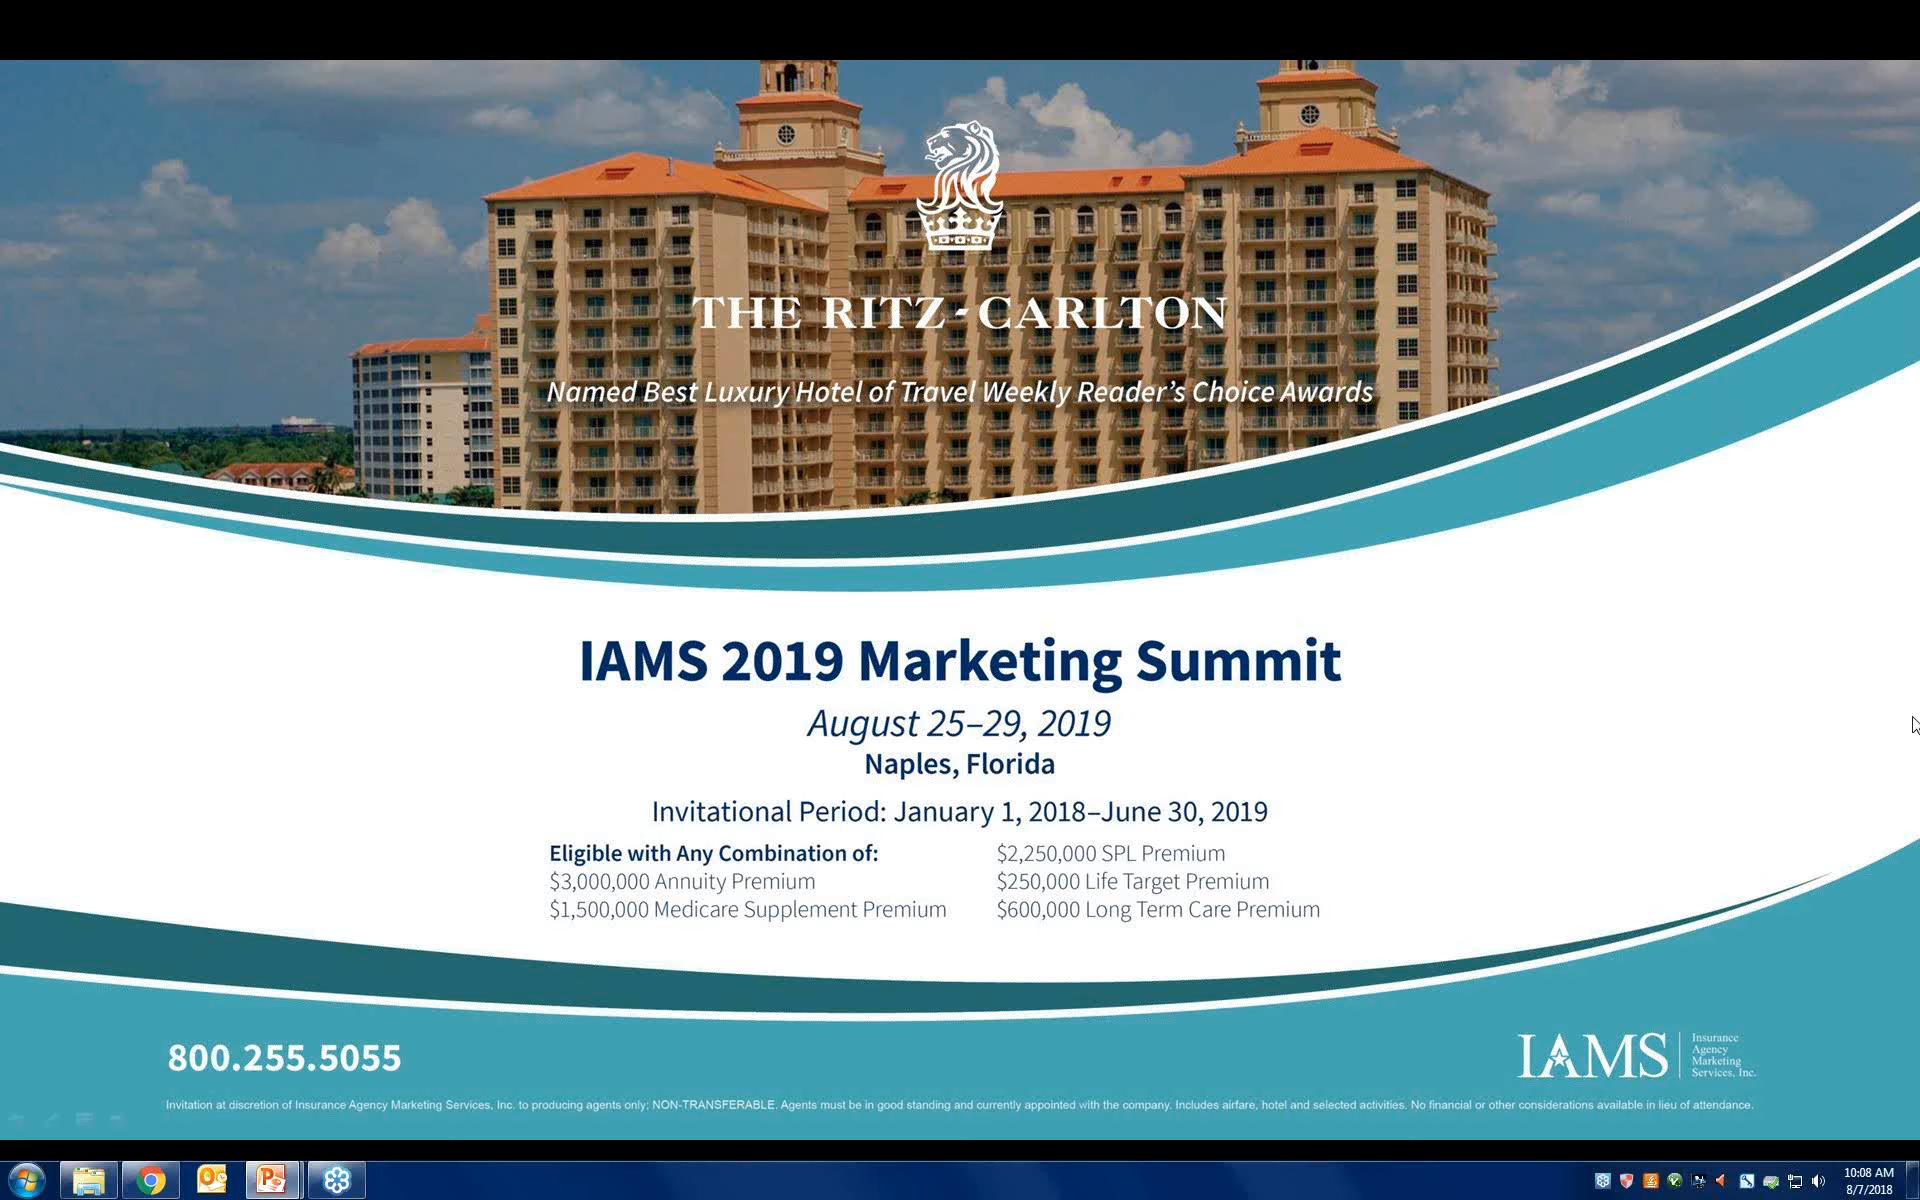 THE RITZ-CARLTON
Named Best Luxury Hotel of Travel Weekly Reader's Choice Awards
IAMS 2019 Marketing Summit
August 25–29, 2019
Naples, Florida
Invitational Period: January 1, 2018–June 30, 2019
Eligible with Any Combination of:
$3,000,000 Annuity Premium
$1,500,000 Medicare Supplement Premium
$2,250,000 SPL Premium
$250,000 Life Target Premium
$600,000 Long Term Care Premium
800.255.5055
IAMS
Insurance
Agency
Marketing
Services, Inc.
Invitation at discretion of Insurance Agency Marketing Services, Inc. to producing agents only; NON-TRANSFERABLE. Agents must be in good standing and currently appointed with the company. Includes airfare, hotel and selected activities. No financial or other considerations available in lieu of attendance.
10:08 AM
8/7/2018